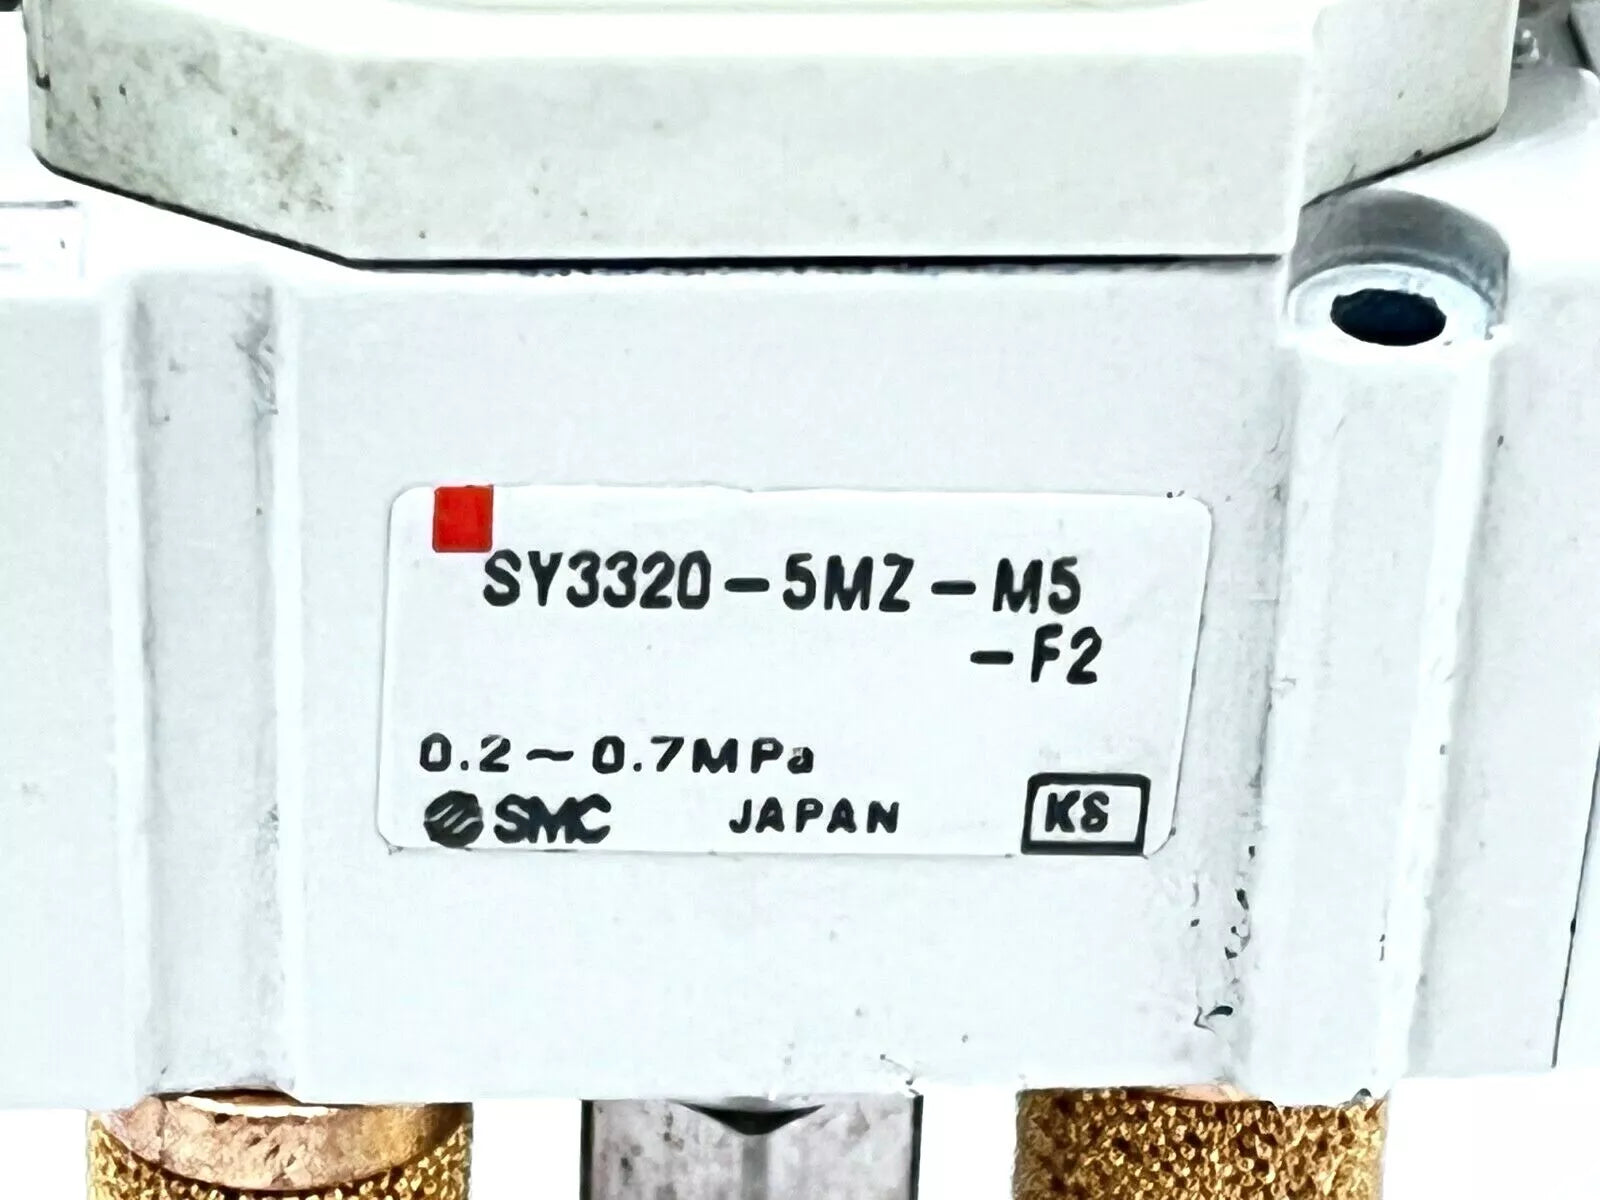 SY3320-5MZ-M5
-F2
0.2~0.7MPa
SMC JAPAN KS